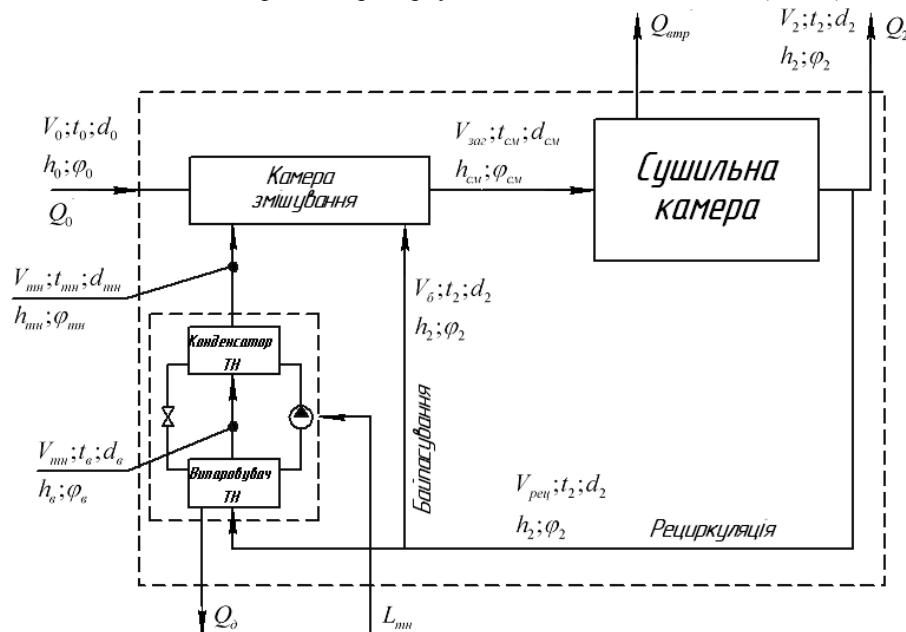 Q_втр
V_2;t_2;d_2
h_2;φ_2
Q_2
V_0;t_0;d_0
h_0;φ_0
Q_0
Камера
змішування
V_заг;t_см;d_см
h_см;φ_см
Сушильна
камера
V_тн;t_тн;d_тн
h_тн;φ_тн
V_б;t_2;d_2
h_2;φ_2
Конденсатор
ТН
Байпасування
V_тн;t_в;d_в
h_в;φ_в
Випаровувач
ТН
V_рец;t_2;d_2
h_2;φ_2
Рециркуляція
Q_д
L_тн